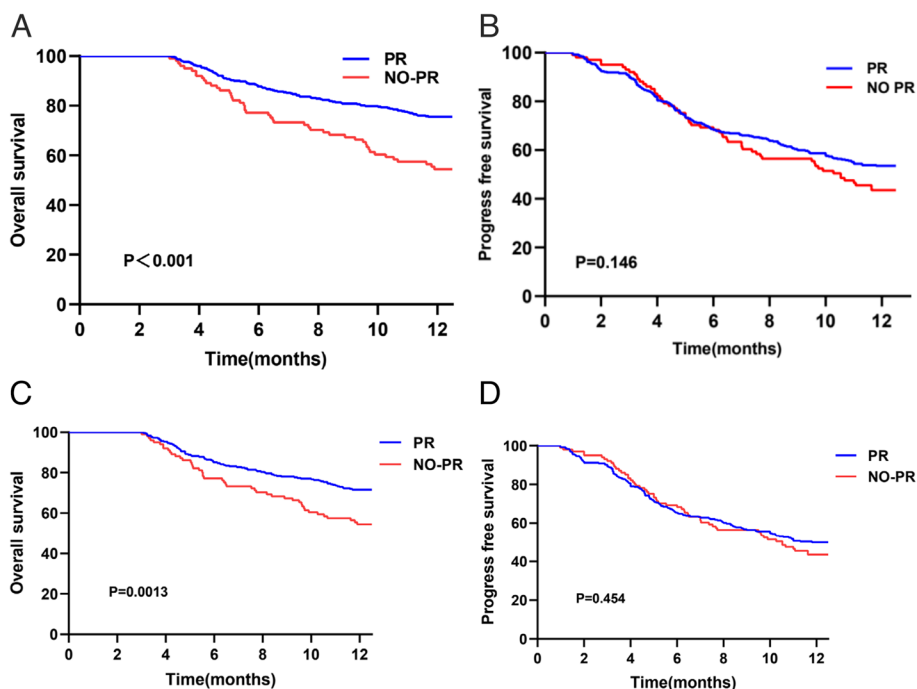 A
Overall survival
100
80
60
40
20
0
0 2 4 6 8 10 12
Time(months)
PR
NO-PR
P<0.001
B
Progress free survival
100
80
60
40
20
0
0 2 4 6 8 10 12
Time(months)
PR
NO PR
P=0.146
C
Overall survival
100
80
60
40
20
0
0 2 4 6 8 10 12
Time(months)
PR
NO-PR
P=0.0013
D
Progress free survival
100
80
60
40
20
0
0 2 4 6 8 10 12
Time(months)
PR
NO-PR
P=0.454